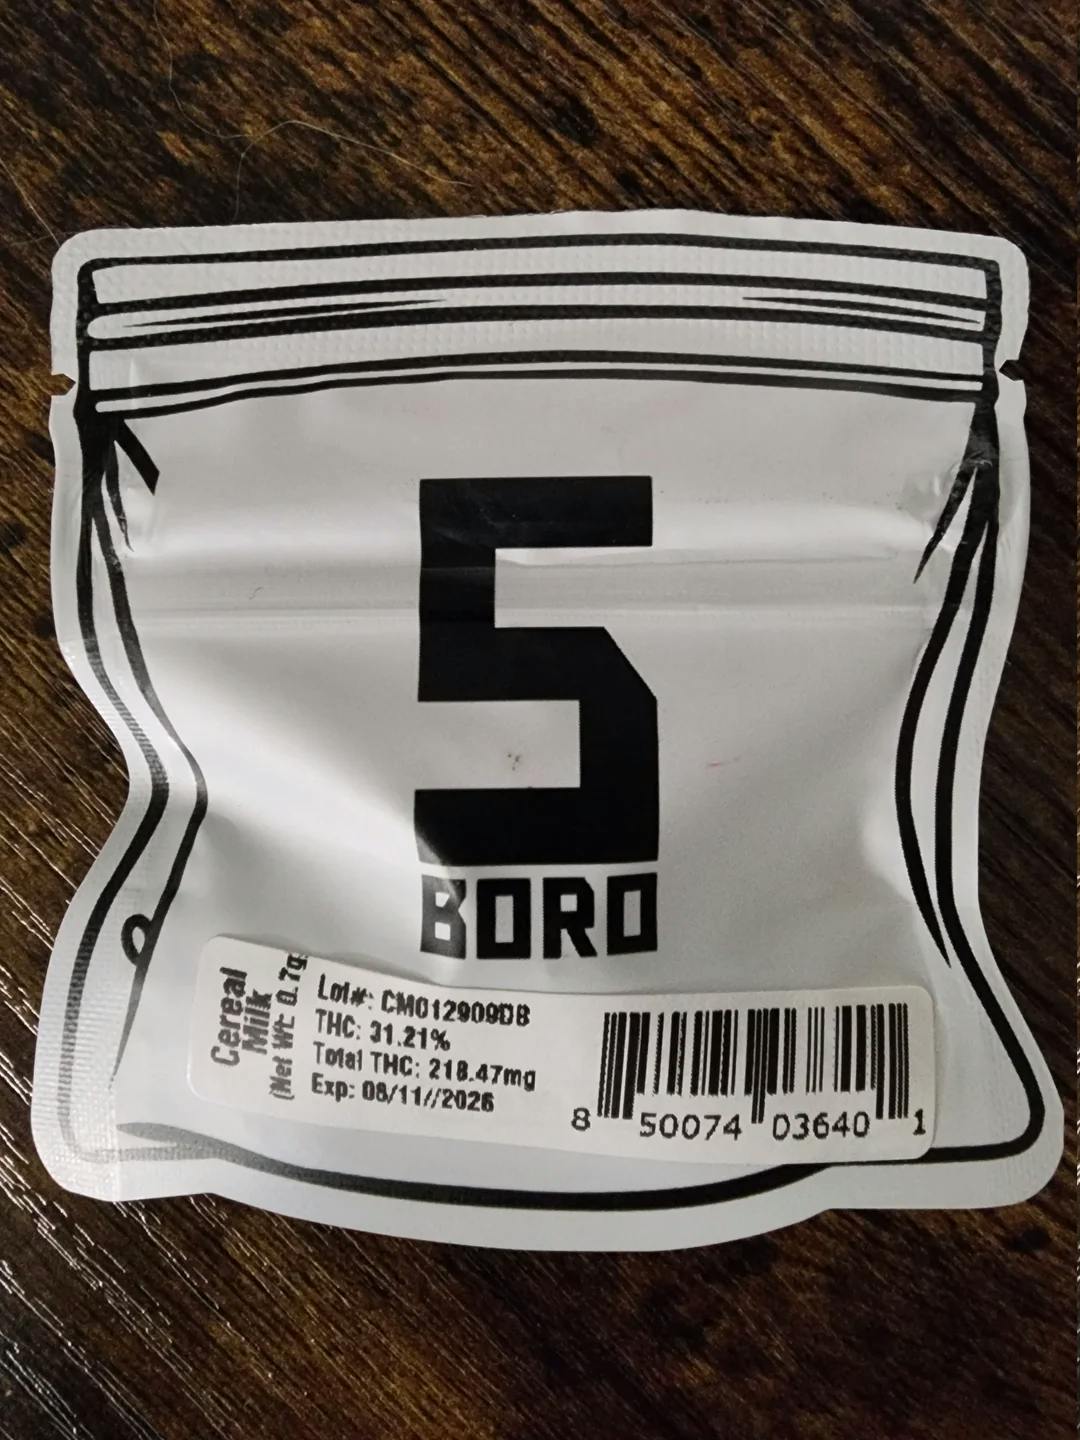 5
BORO
Cereal
Milk
(Net Wt: 0.7g
Lot#: CM012909DB
THC: 31.21%
Total THC: 218.47mg
Exp: 08/11//2026
8 50074 03640 1